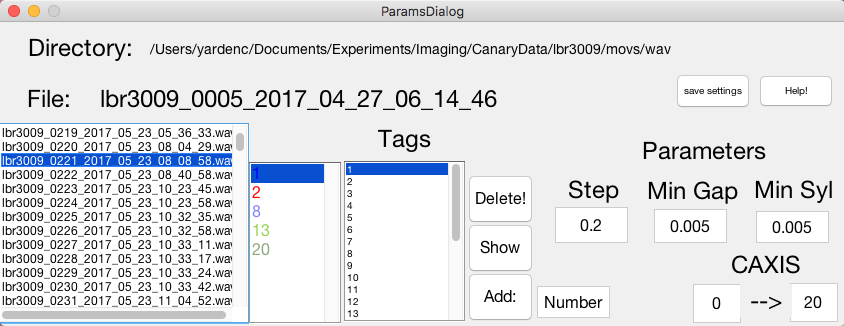 ParamsDialog
Directory: /Users/yardenc/Documents/Experiments/Imaging/CanaryData/lbr3009/movs/wav
File: lbr3009_0005_2017_04_27_06_14_46
save settings
Help!
lbr3009_0219_2017_05_23_05_36_33.wav
lbr3009_0220_2017_05_23_08_04_29.wav
lbr3009_0221_2017_05_23_08_08_58.wav
lbr3009_0222_2017_05_23_08_40_58.wav
lbr3009_0223_2017_05_23_10_23_45.wav
lbr3009_0224_2017_05_23_10_23_58.wav
lbr3009_0225_2017_05_23_10_32_35.wav
lbr3009_0226_2017_05_23_10_32_58.wav
lbr3009_0227_2017_05_23_10_33_11.wav
lbr3009_0228_2017_05_23_10_33_17.wav
lbr3009_0229_2017_05_23_10_33_24.wav
lbr3009_0230_2017_05_23_10_33_42.wav
lbr3009_0231_2017_05_23_11_04_52.wav
Tags
1
2
8
13
20
1
2
3
4
5
6
7
8
9
10
11
12
13
Delete!
Show
Add:
Number
Parameters
Step
Min Gap
Min Syl
0.2
0.005
0.005
CAXIS
0 --> 20